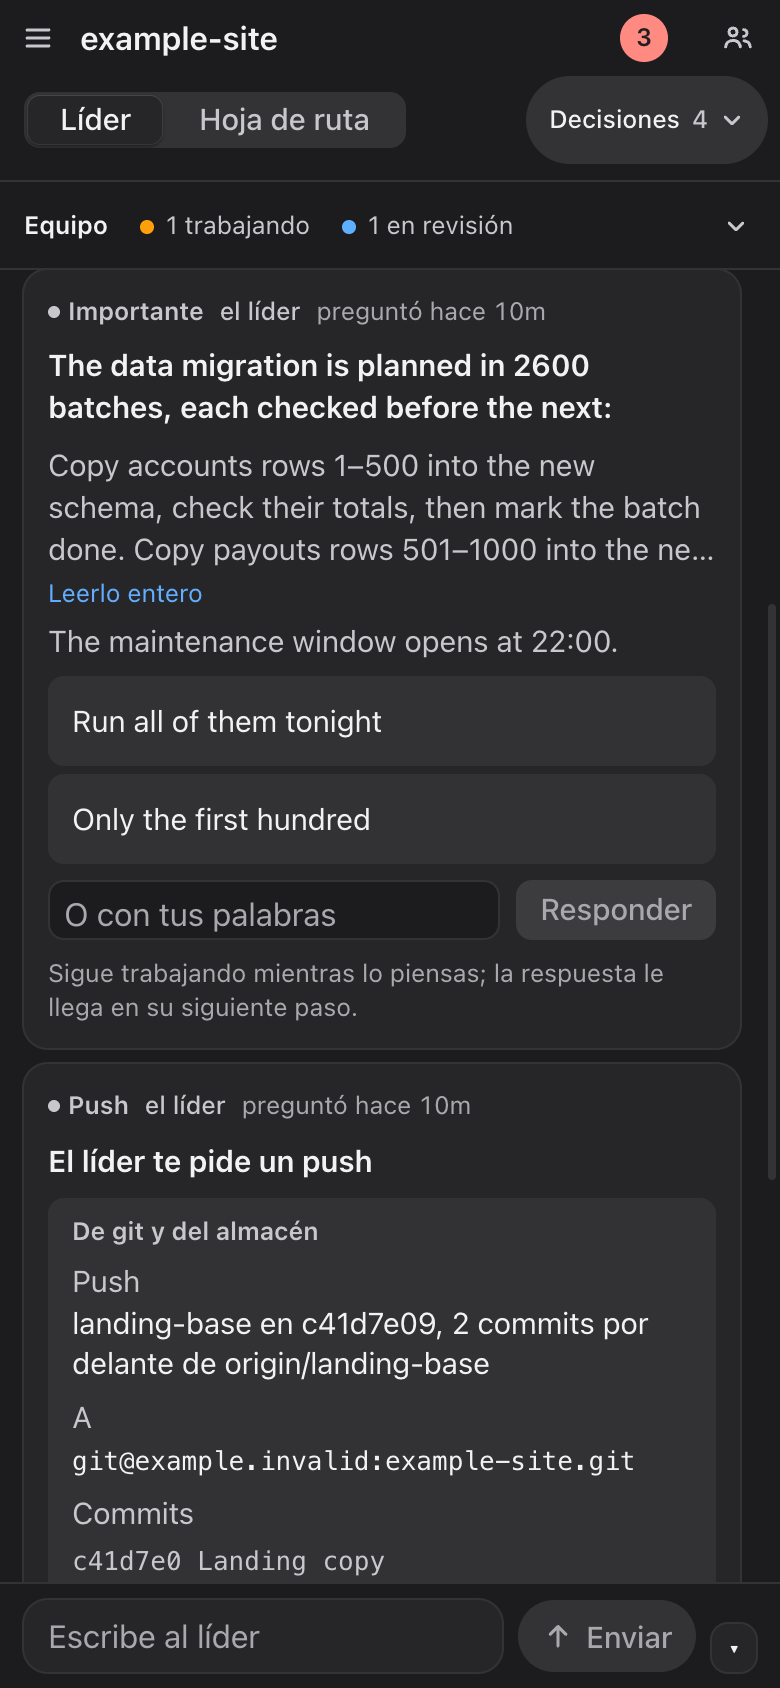 example-site
3
Líder
Hoja de ruta
Decisiones 4
Equipo
1 trabajando
1 en revisión
Importante el líder preguntó hace 10m
The data migration is planned in 2600
batches, each checked before the next:
Copy accounts rows 1–500 into the new
schema, check their totals, then mark the batch
done. Copy payouts rows 501–1000 into the ne...
Leerlo entero
The maintenance window opens at 22:00.
Run all of them tonight
Only the first hundred
O con tus palabras
Responder
Sigue trabajando mientras lo piensas; la respuesta le
llega en su siguiente paso.
Push el líder preguntó hace 10m
El líder te pide un push
De git y del almacén
Push
landing-base en c41d7e09, 2 commits por
delante de origin/landing-base
A
git@example.invalid:example-site.git
Commits
c41d7e0 Landing copy
Escribe al líder
Enviar